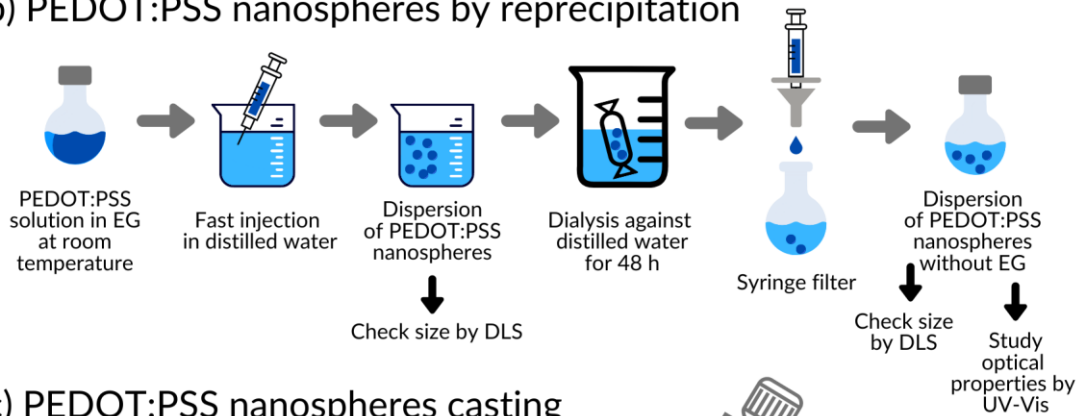 ) PEDOT:PSS nanospheres by reprecipitation
PEDOT:PSS
solution in EG
at room
temperature
Fast injection
in distilled water
Dispersion
of PEDOT:PSS
nanospheres
Check size by DLS
Dialysis against
distilled water
for 48 h
Syringe filter
Dispersion
of PEDOT:PSS
nanospheres
without EG
Check size
by DLS
Study
optical
properties by
UV-Vis
) PEDOT:PSS nanospheres casting